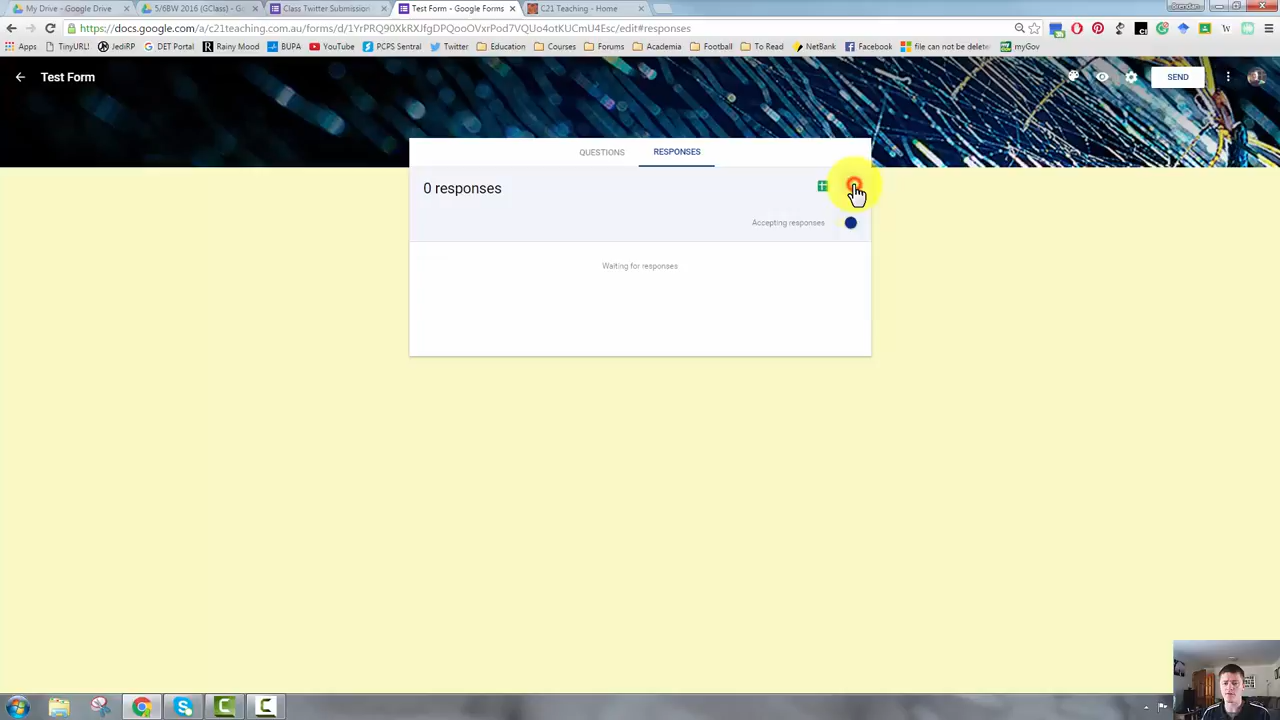 My Drive - Google Drive
5/6BW 2016 (GClass) - Go
Class Twitter Submission
Test Form - Google Forms
C21 Teaching - Home
Brendan
https://docs.google.com/a/c21teaching.com.au/forms/d/1YrPRQ90XkRXJfgDPQooOVxrPod7VQUo4otKUCmU4Esc/edit#responses
Apps
TinyURL!
JediRP
DET Portal
Rainy Mood
BUPA
YouTube
PCPS Sentral
Twitter
Education
Courses
Forums
Academia
Football
To Read
NetBank
Facebook
file can not be delete
myGov
Test Form
SEND
QUESTIONS
RESPONSES
0 responses
Accepting responses
Waiting for responses